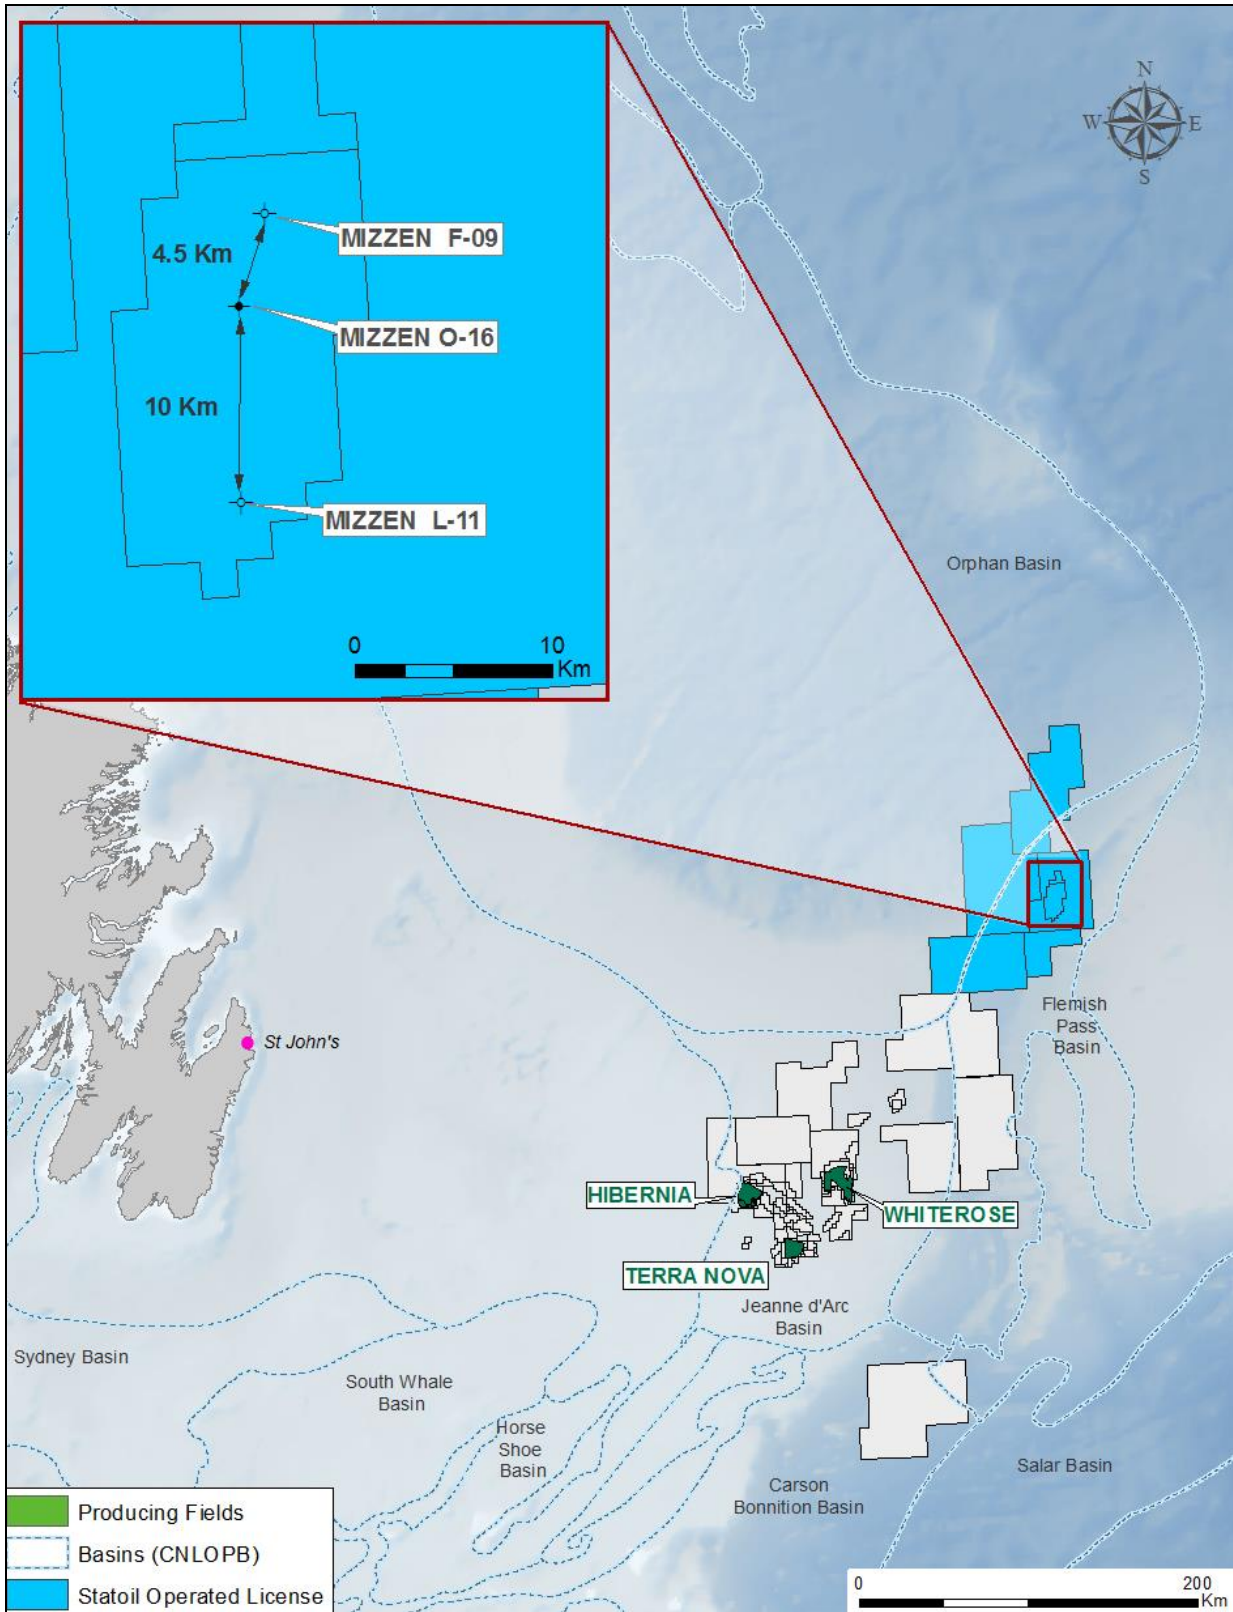 N
W E
S
MIZZEN F-09
4.5 Km
MIZZEN O-16
10 Km
MIZZEN L-11
0 10
Km
Orphan Basin
Flemish
Pass
Basin
St John's
HIBERNIA
WHITEROSE
TERRA NOVA
Jeanne d'Arc
Basin
Sydney Basin
South Whale
Basin
Horse
Shoe
Basin
Carson
Bonnition Basin
Salar Basin
Producing Fields
Basins (CNLOPB)
Statoil Operated License
0 200
Km